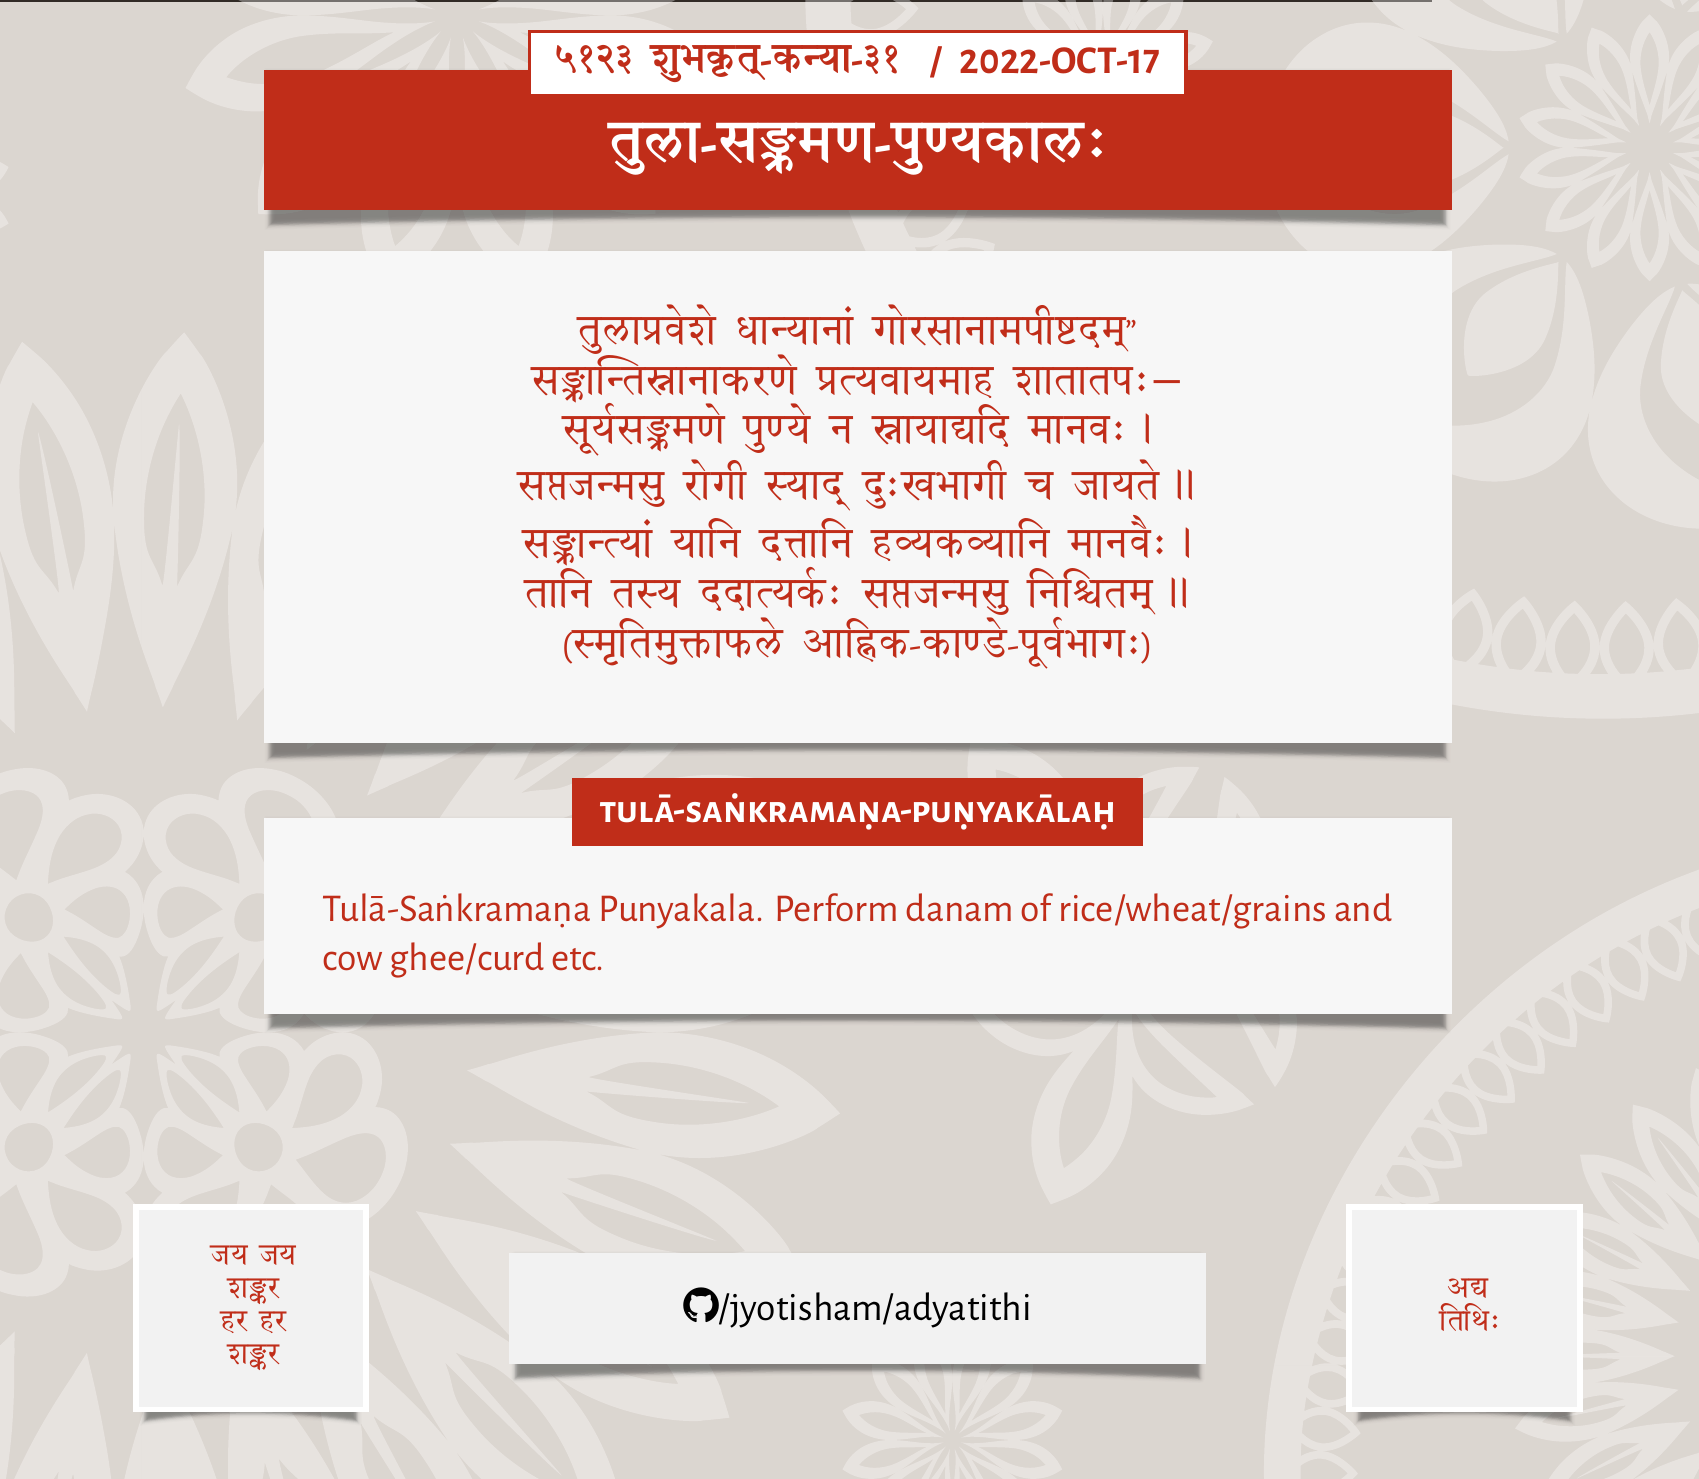 ५१२३ शुभकृत्-कन्या-३१ / 2022-OCT-17
तुला-सङ्क्रमण-पुण्यकालः
तुलाप्रवेशे धान्यानां गोरसानामपीष्टदम्”
सङ्क्रान्तिस्नानाकरणे प्रत्यवायमाह शातातपः—
सूर्यसङ्क्रमणे पुण्ये न स्नायाद्यदि मानवः ।
सप्तजन्मसु रोगी स्याद् दुःखभागी च जायते ॥
सङ्क्रान्त्यां यानि दत्तानि हव्यकव्यानि मानवैः ।
तानि तस्य ददात्यर्कः सप्तजन्मसु निश्चितम् ॥
(स्मृतिमुक्ताफले आह्निक-काण्डे-पूर्वभागः)
TULĀ-SAṄKRAMAṆA-PUṆYAKĀLAḤ
Tulā-Saṅkramaṇa Punyakala. Perform danam of rice/wheat/grains and
cow ghee/curd etc.
जय जय
शङ्कर
हर हर
शङ्कर
/jyotisham/adyatithi
अद्य
तिथिः